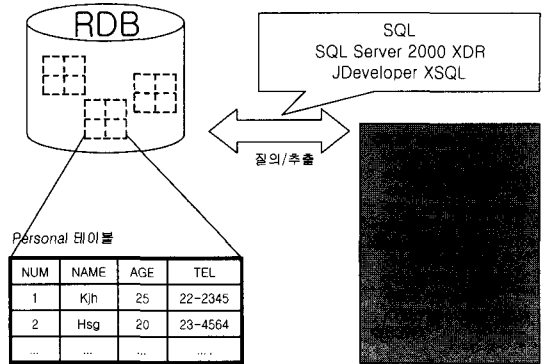 RDB
SQL
SQL Server 2000 XDR
JDeveloper XSQL
질의/추출
Personal 테이블
NUM NAME AGE TEL
1 Kjh 25 22-2345
2 Hsg 20 23-4564
... ... ... ...